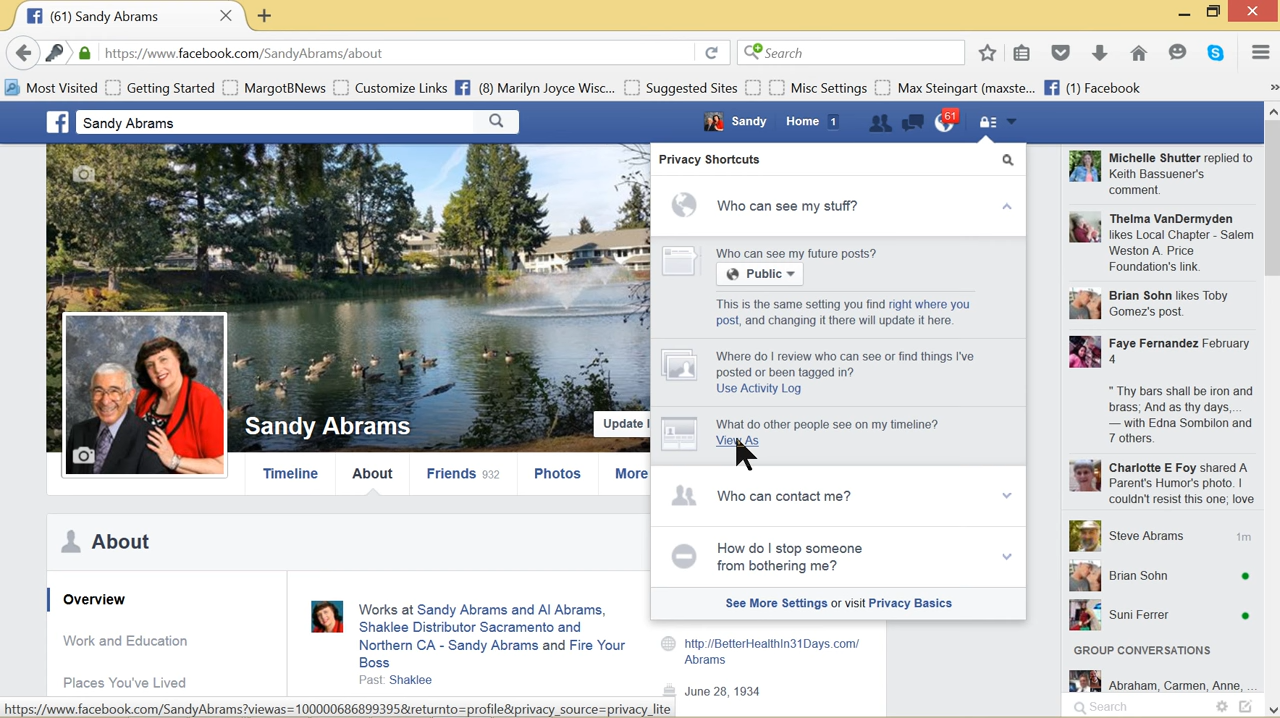 (61) Sandy Abrams
https://www.facebook.com/SandyAbrams/about
Search
Most Visited Getting Started MargotBNews Customize Links (8) Marilyn Joyce Wisc... Suggested Sites Misc Settings Max Steingart (maxste... (1) Facebook
Sandy Abrams
Sandy Home 1 61
Privacy Shortcuts
Who can see my stuff?
Who can see my future posts?
Public
This is the same setting you find right where you
post, and changing it there will update it here.
Where do I review who can see or find things I've
posted or been tagged in?
Use Activity Log
What do other people see on my timeline?
View As
Who can contact me?
How do I stop someone
from bothering me?
See More Settings or visit Privacy Basics
Sandy Abrams
Update I
Timeline About Friends 932 Photos More
About
Overview
Work and Education
Places You've Lived
Works at Sandy Abrams and Al Abrams,
Shaklee Distributor Sacramento and
Northern CA - Sandy Abrams and Fire Your
Boss
Past: Shaklee
http://BetterHealthIn31Days.com/
Abrams
June 28, 1934
Michelle Shutter replied to
Keith Bassuener's
comment.
Thelma VanDermyden
likes Local Chapter - Salem
Weston A. Price
Foundation's link.
Brian Sohn likes Toby
Gomez's post.
Faye Fernandez February
4
" Thy bars shall be iron and
brass; And as thy days,...
— with Edna Sombilon and
7 others.
Charlotte E Foy shared A
Parent's Humor's photo. I
couldn't resist this one; love
Steve Abrams 1m
Brian Sohn
Suni Ferrer
GROUP CONVERSATIONS
Abraham, Carmen, Anne, ...
Search
https://www.facebook.com/SandyAbrams?viewas=100000686899395&returnto=profile&privacy_source=privacy_lite